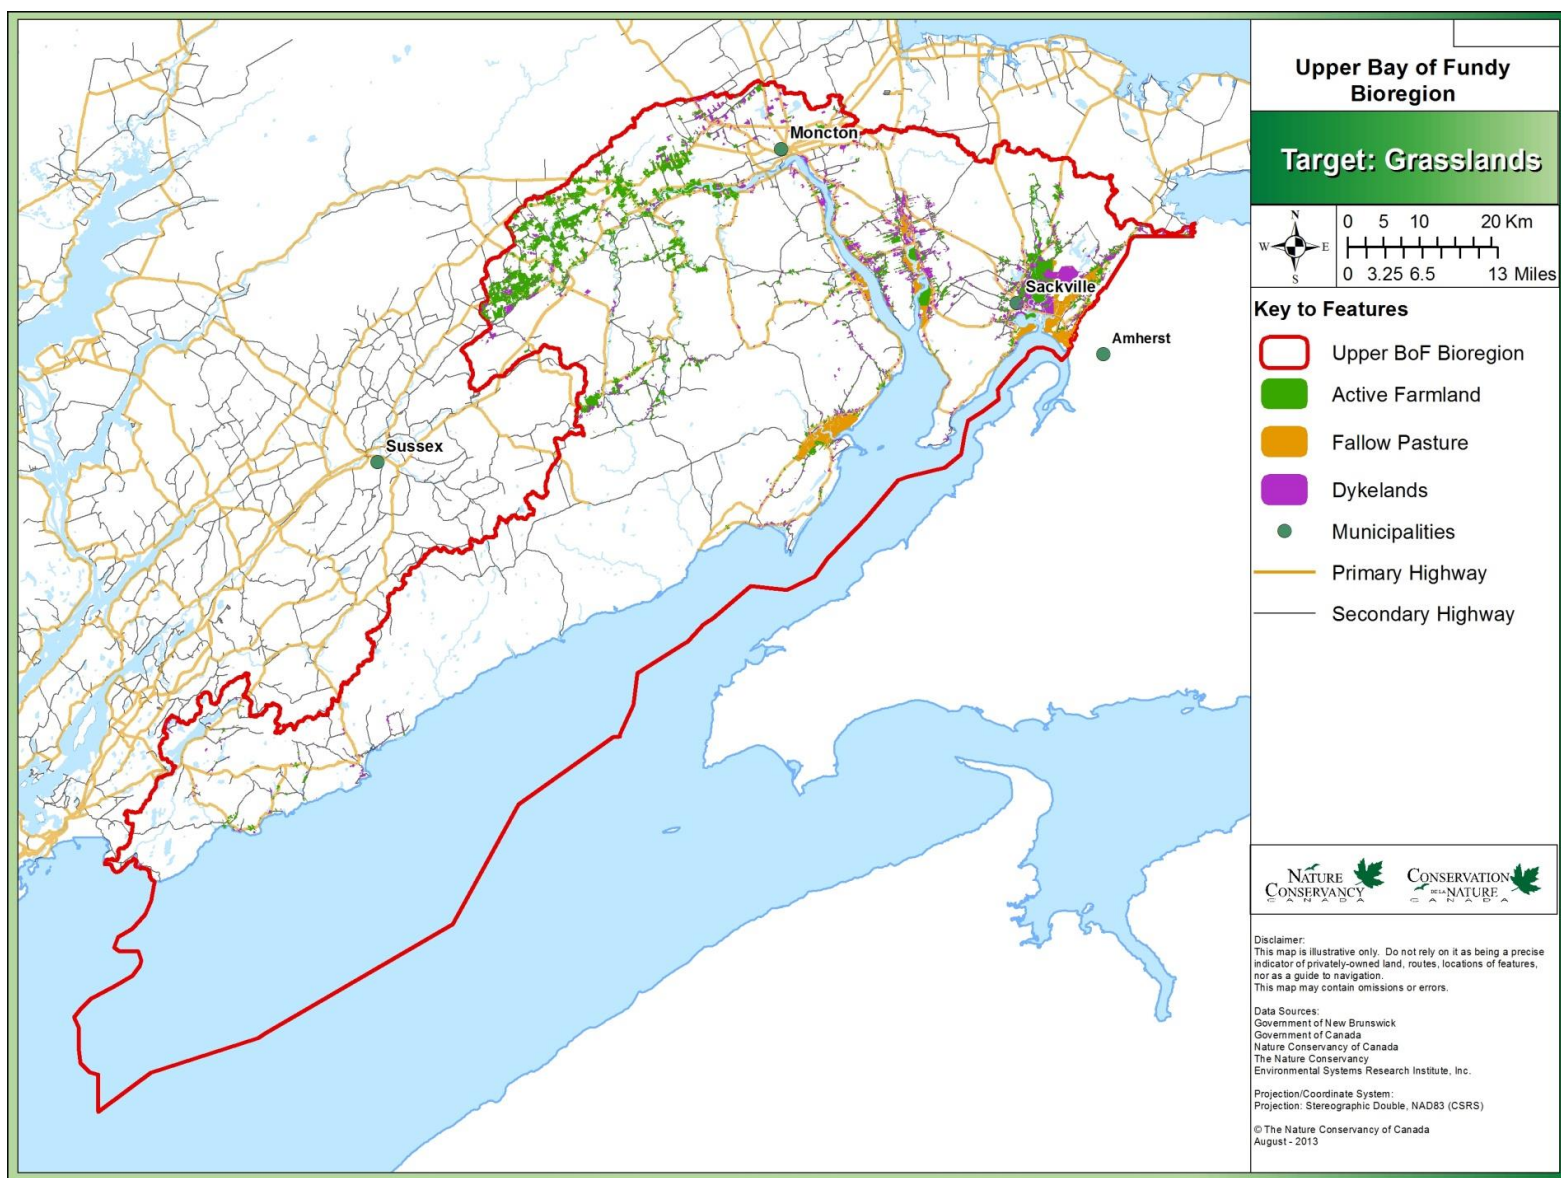 Upper Bay of Fundy
Bioregion
Target: Grasslands
N
W
E
S
0 5 10 20 Km
0 3.25 6.5 13 Miles
Key to Features
Upper BoF Bioregion
Active Farmland
Fallow Pasture
Dykelands
Municipalities
Primary Highway
Secondary Highway
Moncton
Sackville
Amherst
Sussex
NATURE
CONSERVANCY
CANADA
CONSERVATION
DE LA NATURE
CANADA
Disclaimer:
This map is illustrative only. Do not rely on it as being a precise
indicator of privately-owned land, routes, locations of features,
nor as a guide to navigation.
This map may contain omissions or errors.
Data Sources:
Government of New Brunswick
Government of Canada
Nature Conservancy of Canada
The Nature Conservancy
Environmental Systems Research Institute, Inc.
Projection/Coordinate System:
Projection: Stereographic Double, NAD83 (CSRS)
© The Nature Conservancy of Canada
August - 2013